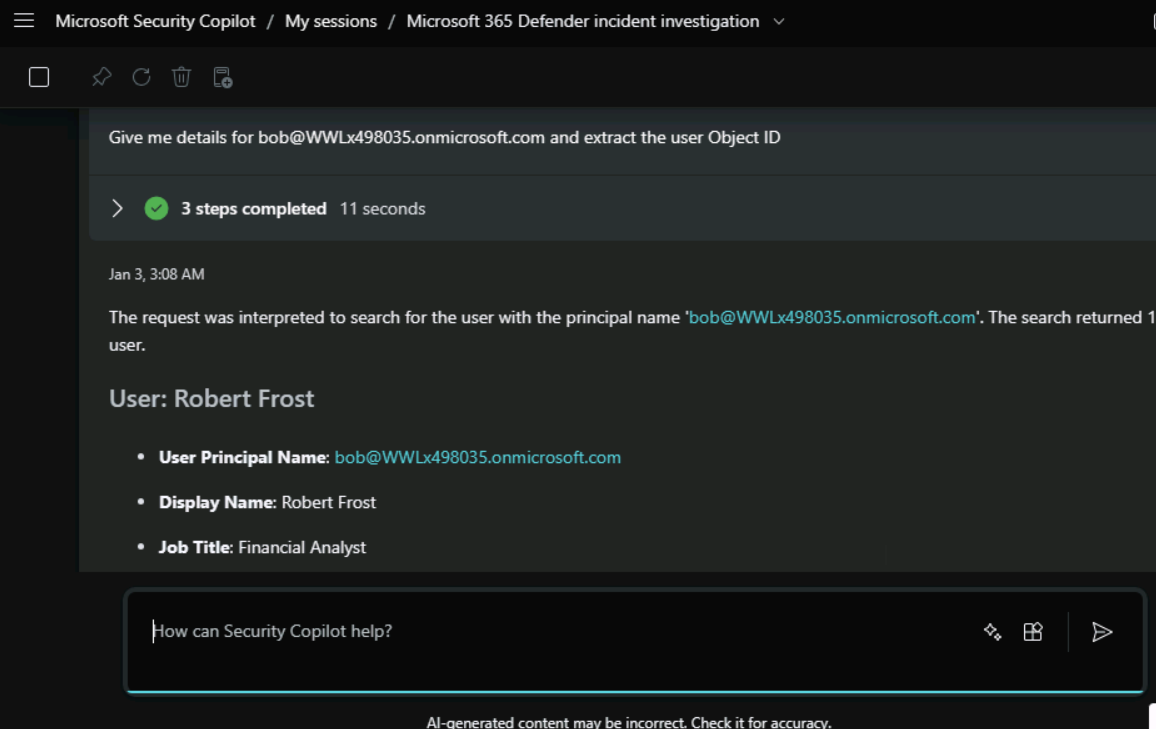 Microsoft Security Copilot / My sessions / Microsoft 365 Defender incident investigation
Give me details for bob@WWLx498035.onmicrosoft.com and extract the user Object ID
3 steps completed 11 seconds
Jan 3, 3:08 AM
The request was interpreted to search for the user with the principal name 'bob@WWLx498035.onmicrosoft.com'. The search returned 1
user.
User: Robert Frost
• User Principal Name: bob@WWLx498035.onmicrosoft.com
• Display Name: Robert Frost
• Job Title: Financial Analyst
How can Security Copilot help?
AI-generated content may be incorrect. Check it for accuracy.